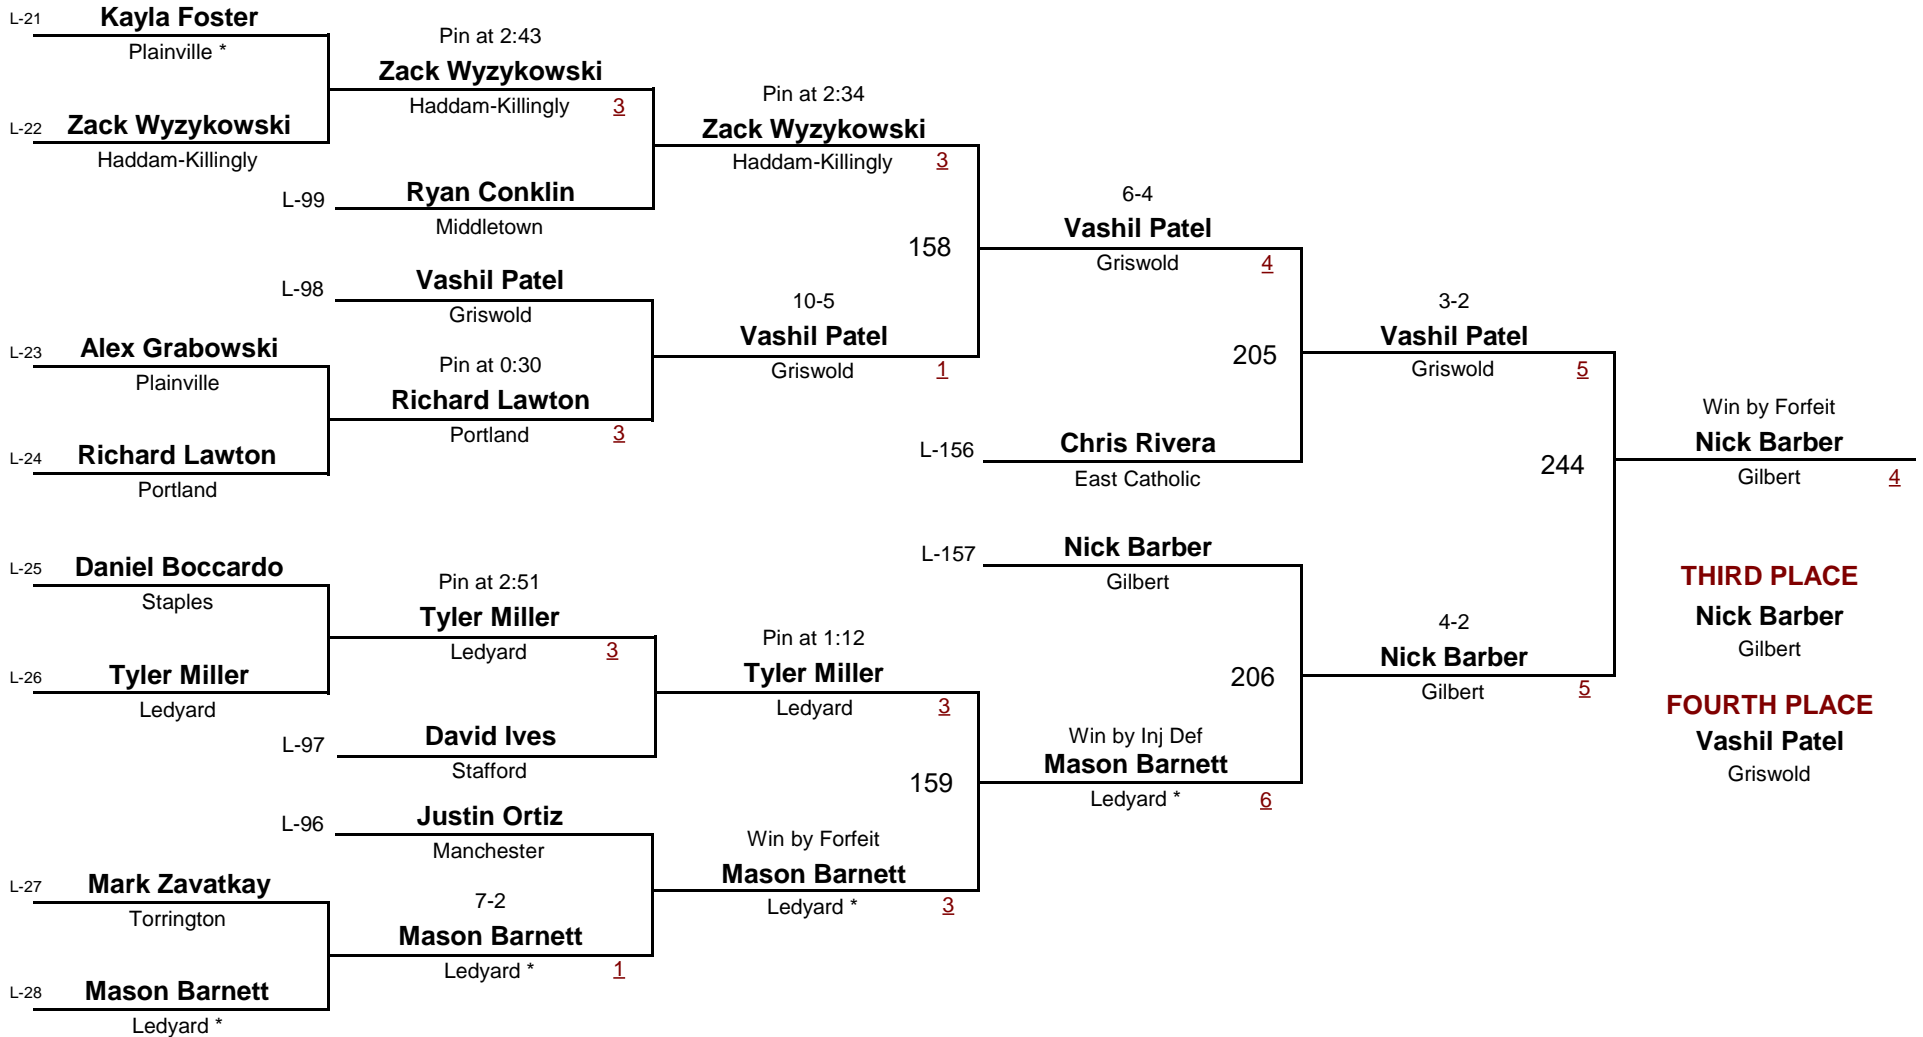 L-21 Kayla Foster
Plainville *
Pin at 2:43
Zack Wyzykowski
Haddam-Killingly 3
L-22 Zack Wyzykowski
Haddam-Killingly
Pin at 2:34
Zack Wyzykowski
Haddam-Killingly 3
L-99 Ryan Conklin
Middletown
158
6-4
Vashil Patel
Griswold 4
L-98 Vashil Patel
Griswold
10-5
Vashil Patel
Griswold 1
L-23 Alex Grabowski
Plainville
Pin at 0:30
Richard Lawton
Portland 3
L-24 Richard Lawton
Portland
205
3-2
Vashil Patel
Griswold 5
L-156 Chris Rivera
East Catholic
244
Win by Forfeit
Nick Barber
Gilbert 4
L-25 Daniel Boccardo
Staples
Pin at 2:51
Tyler Miller
Ledyard 3
L-26 Tyler Miller
Ledyard
Pin at 1:12
Tyler Miller
Ledyard 3
L-97 David Ives
Stafford
159
L-157 Nick Barber
Gilbert
206
4-2
Nick Barber
Gilbert 5
Win by Inj Def
Mason Barnett
Ledyard * 6
L-96 Justin Ortiz
Manchester
Win by Forfeit
Mason Barnett
Ledyard * 3
L-27 Mark Zavatkay
Torrington
7-2
Mason Barnett
Ledyard * 1
L-28 Mason Barnett
Ledyard *
THIRD PLACE
Nick Barber
Gilbert
FOURTH PLACE
Vashil Patel
Griswold